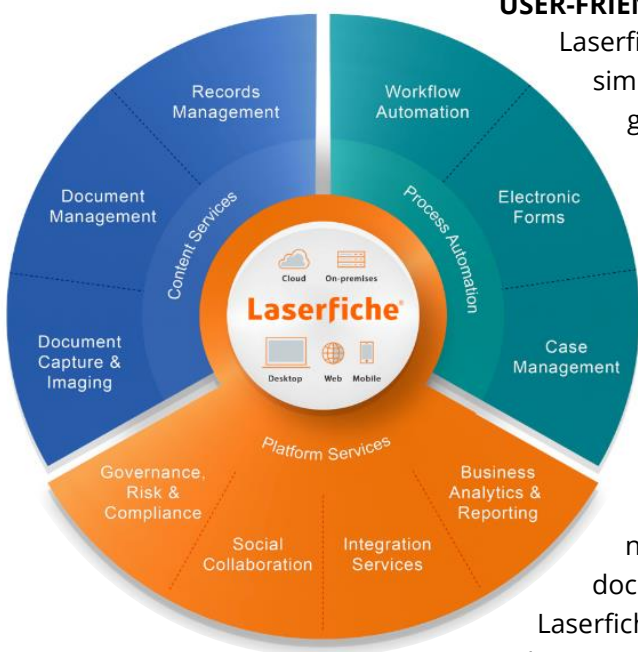 Laserfi
sim
g
Records
Management
Workflow
Automation
Document
Management
Content Services
Process Automation
Electronic
Forms
Cloud
On-premises
Laserfiche®
Desktop
Web
Mobile
Document
Capture &
Imaging
Case
Management
Platform Services
Governance,
Risk &
Compliance
Business
Analytics &
Reporting
Social
Collaboration
Integration
Services
n
doc
Laserfich